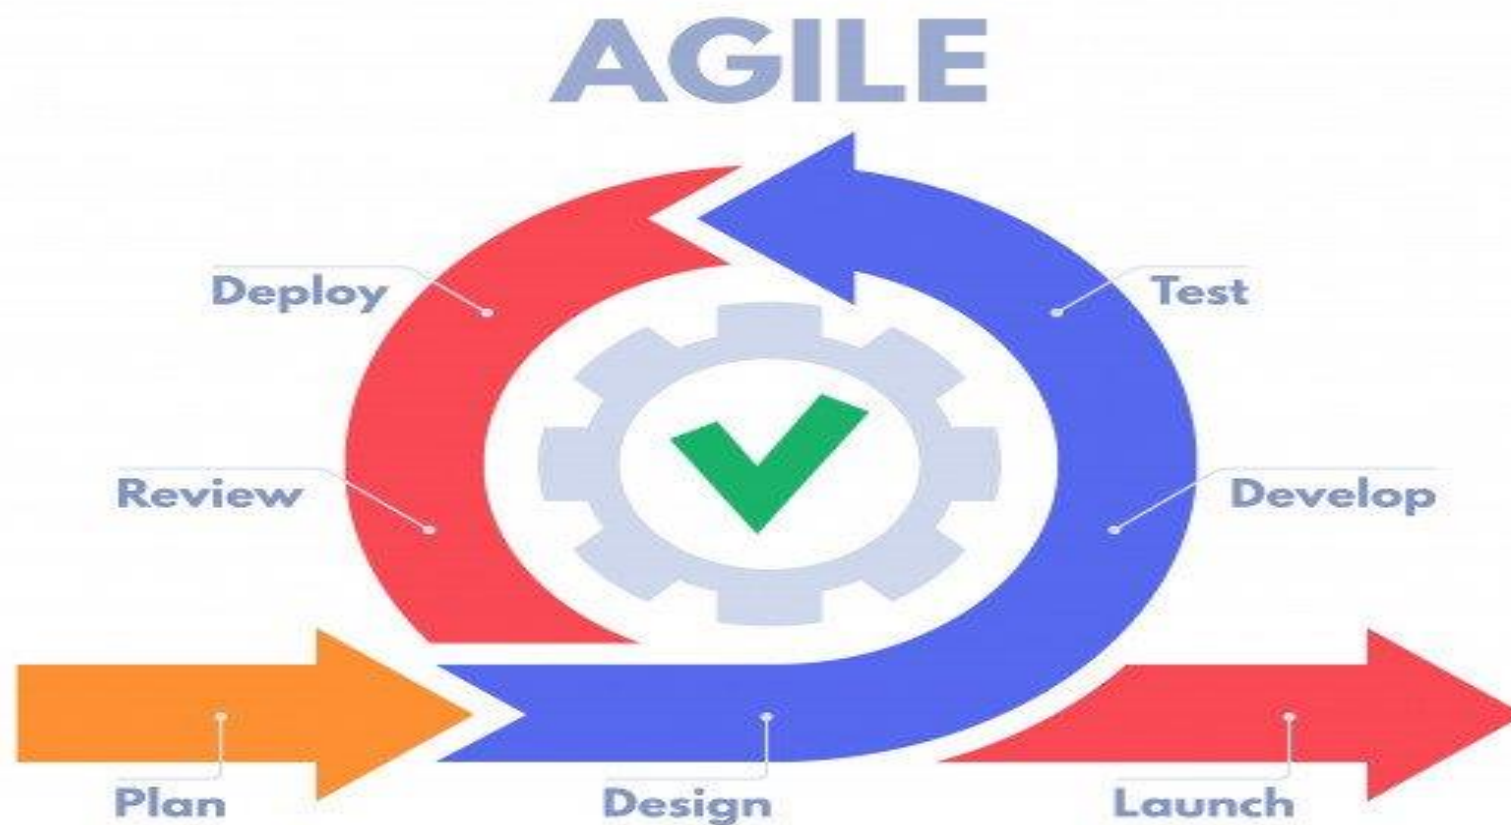 AGILE
Deploy
Test
Review
Develop
Plan
Design
Launch